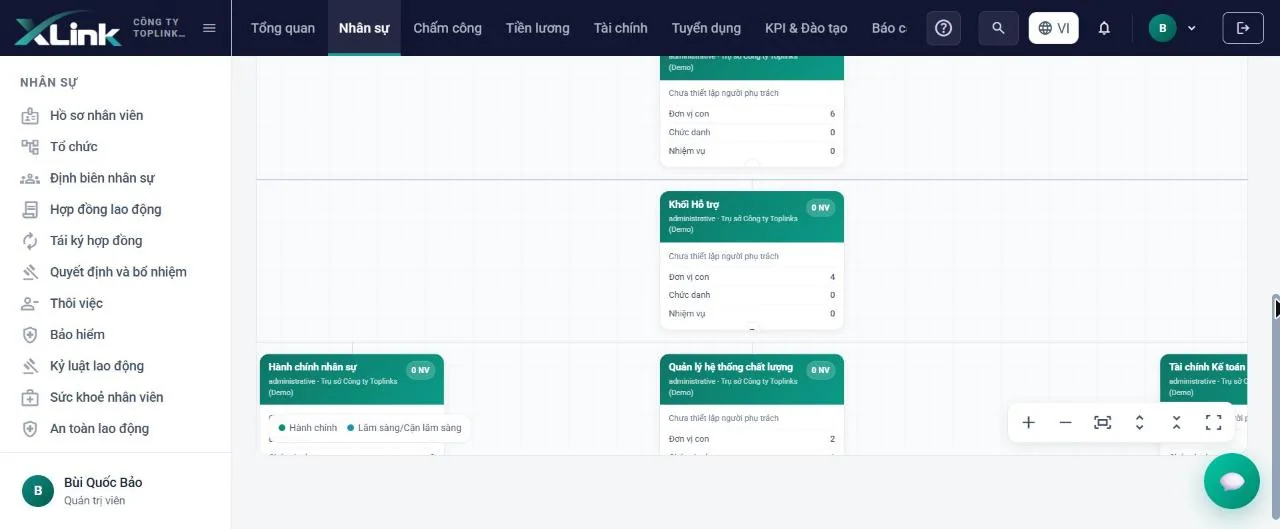 XLink
CÔNG TY
TOPLINK...
Tổng quan
Nhân sự
Chấm công
Tiền lương
Tài chính
Tuyển dụng
KPI & Đào tạo
Báo c
VI
B
NHÂN SỰ
Hồ sơ nhân viên
Tổ chức
Định biên nhân sự
Hợp đồng lao động
Tái ký hợp đồng
Quyết định và bổ nhiệm
Thôi việc
Bảo hiểm
Kỷ luật lao động
Sức khoẻ nhân viên
An toàn lao động
B
Bùi Quốc Bảo
Quản trị viên
administrative · Trụ sở Công ty Toplinks
(Demo)
Chưa thiết lập người phụ trách
Đơn vị con 6
Chức danh 0
Nhiệm vụ 0
Khối Hỗ trợ
0 NV
administrative · Trụ sở Công ty Toplinks
(Demo)
Chưa thiết lập người phụ trách
Đơn vị con 4
Chức danh 0
Nhiệm vụ 0
Hành chính nhân sự
0 NV
administrative · Trụ sở Công ty Toplinks
(Demo)
Hành chính
Lâm sàng/Cận lâm sàng
Quản lý hệ thống chất lượng
0 NV
administrative · Trụ sở Công ty Toplinks
(Demo)
Chưa thiết lập người phụ trách
Đơn vị con 2
Tài chính Kế toán
administrative · Trụ sở Công ty
(Demo)